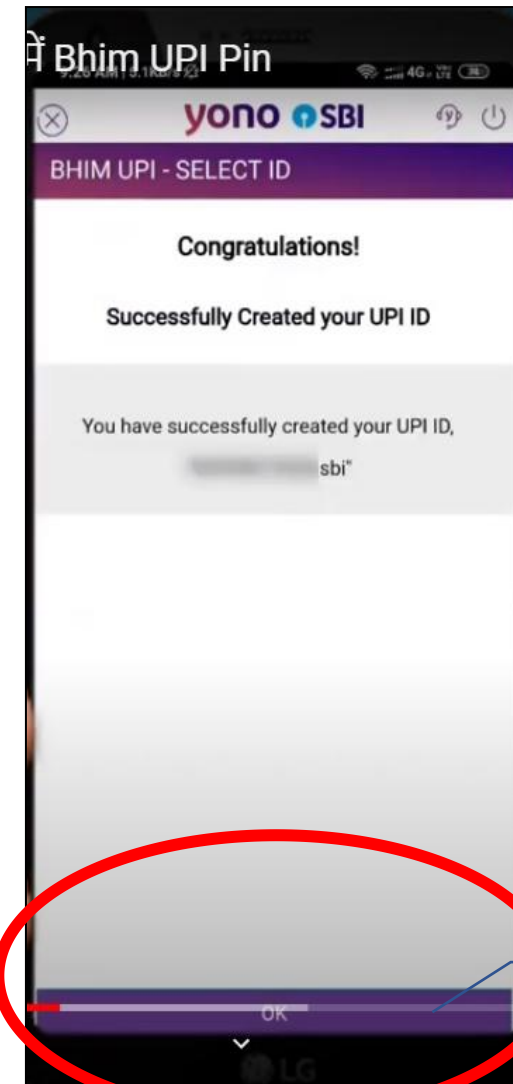 में Bhim UPI Pin
4G
yono SBI
BHIM UPI - SELECT ID
Congratulations!
Successfully Created your UPI ID
You have successfully created your UPI ID,
sbi"
OK
LG